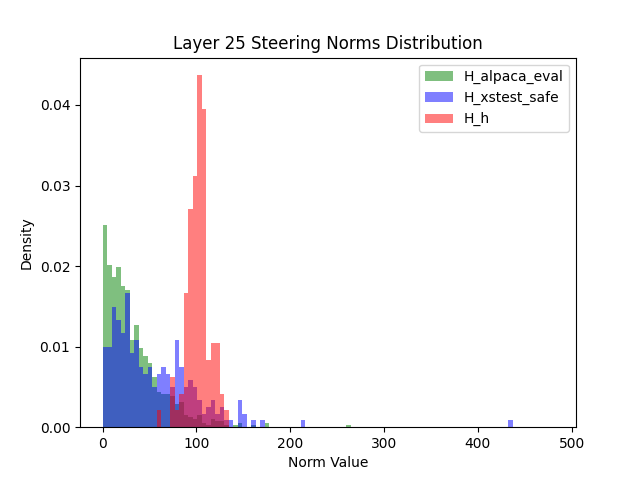 Layer 25 Steering Norms Distribution
H_alpaca_eval
H_xstest_safe
H_h
Density
0.04
0.03
0.02
0.01
0.00
0
100
200
300
400
500
Norm Value